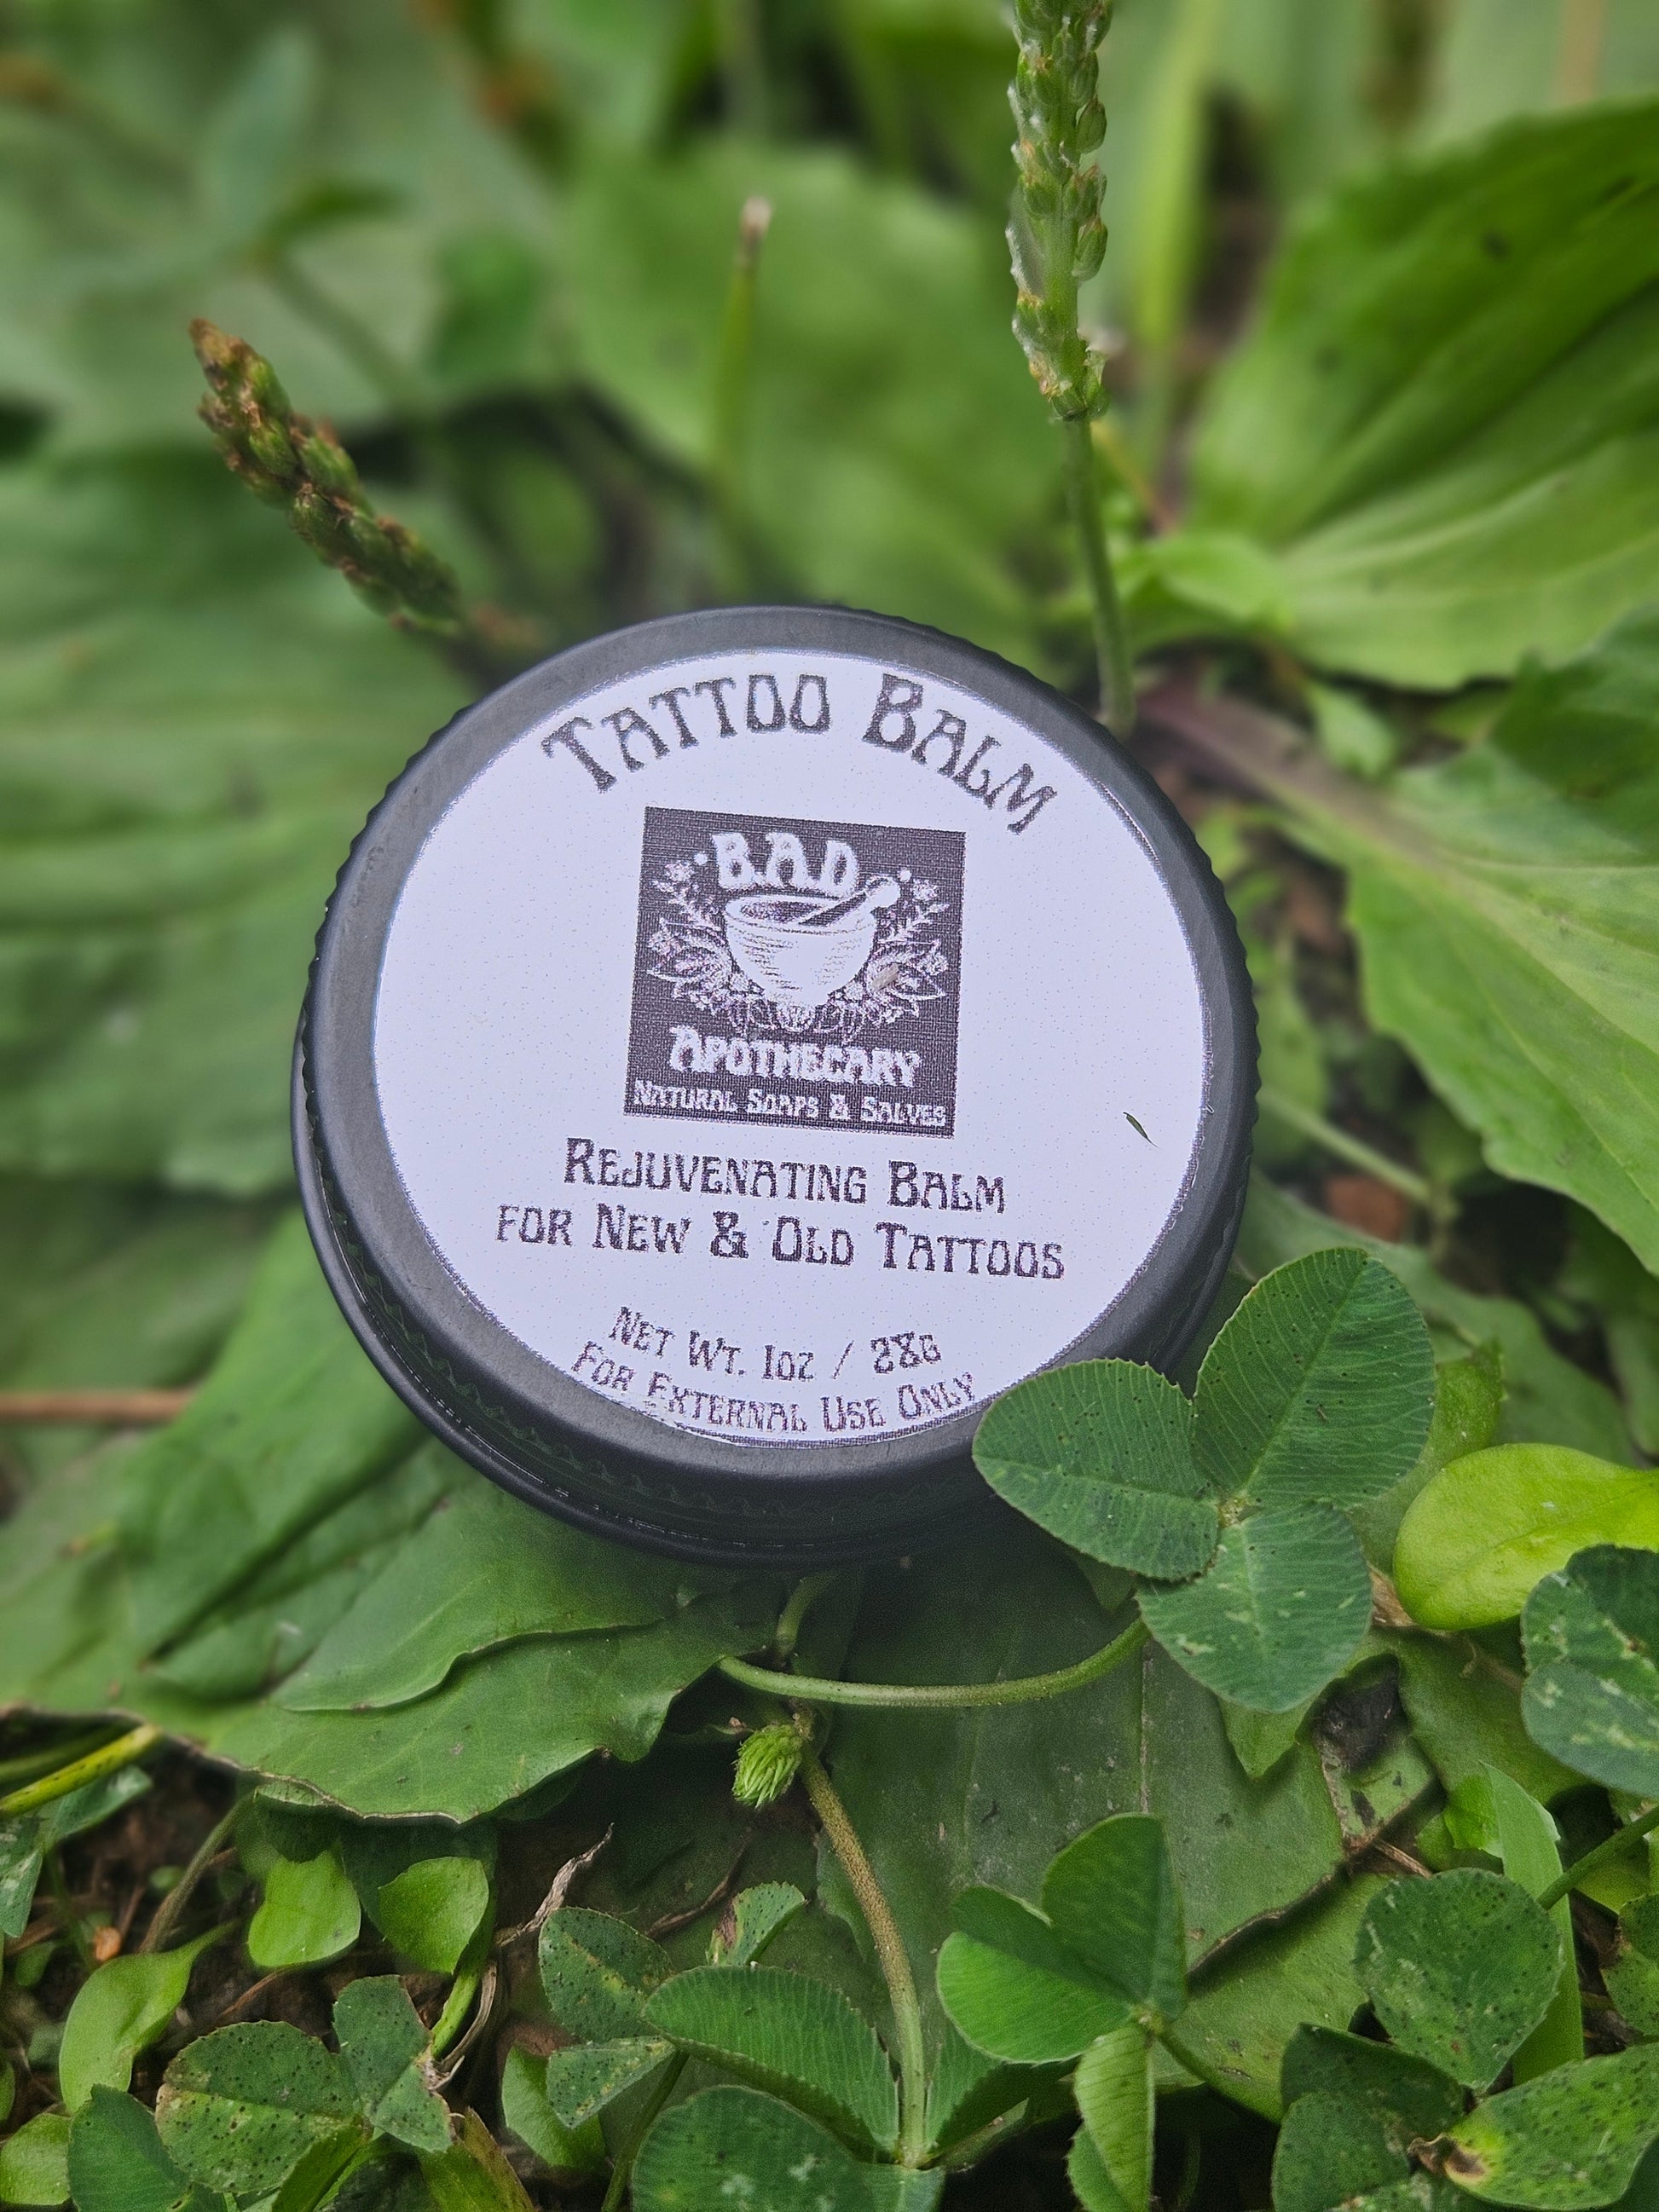 Tattoo Balm
B.A.D.
Apothecary
Natural Soaps & Salves
Rejuvenating Balm
for New & Old Tattoos
Net Wt. 1oz / 28g
For External Use Only